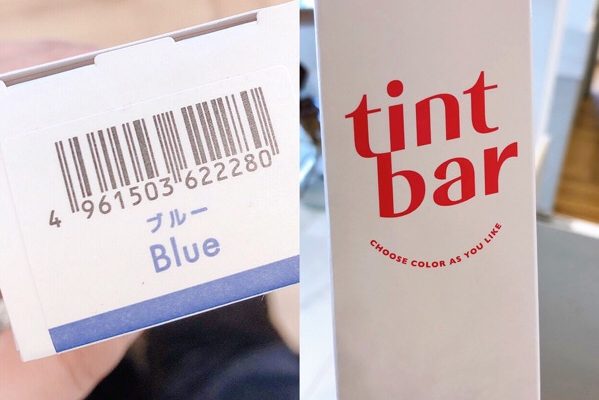 4 961503 622280
ブルー
Blue
tint
bar
CHOOSE COLOR AS YOU LIKE